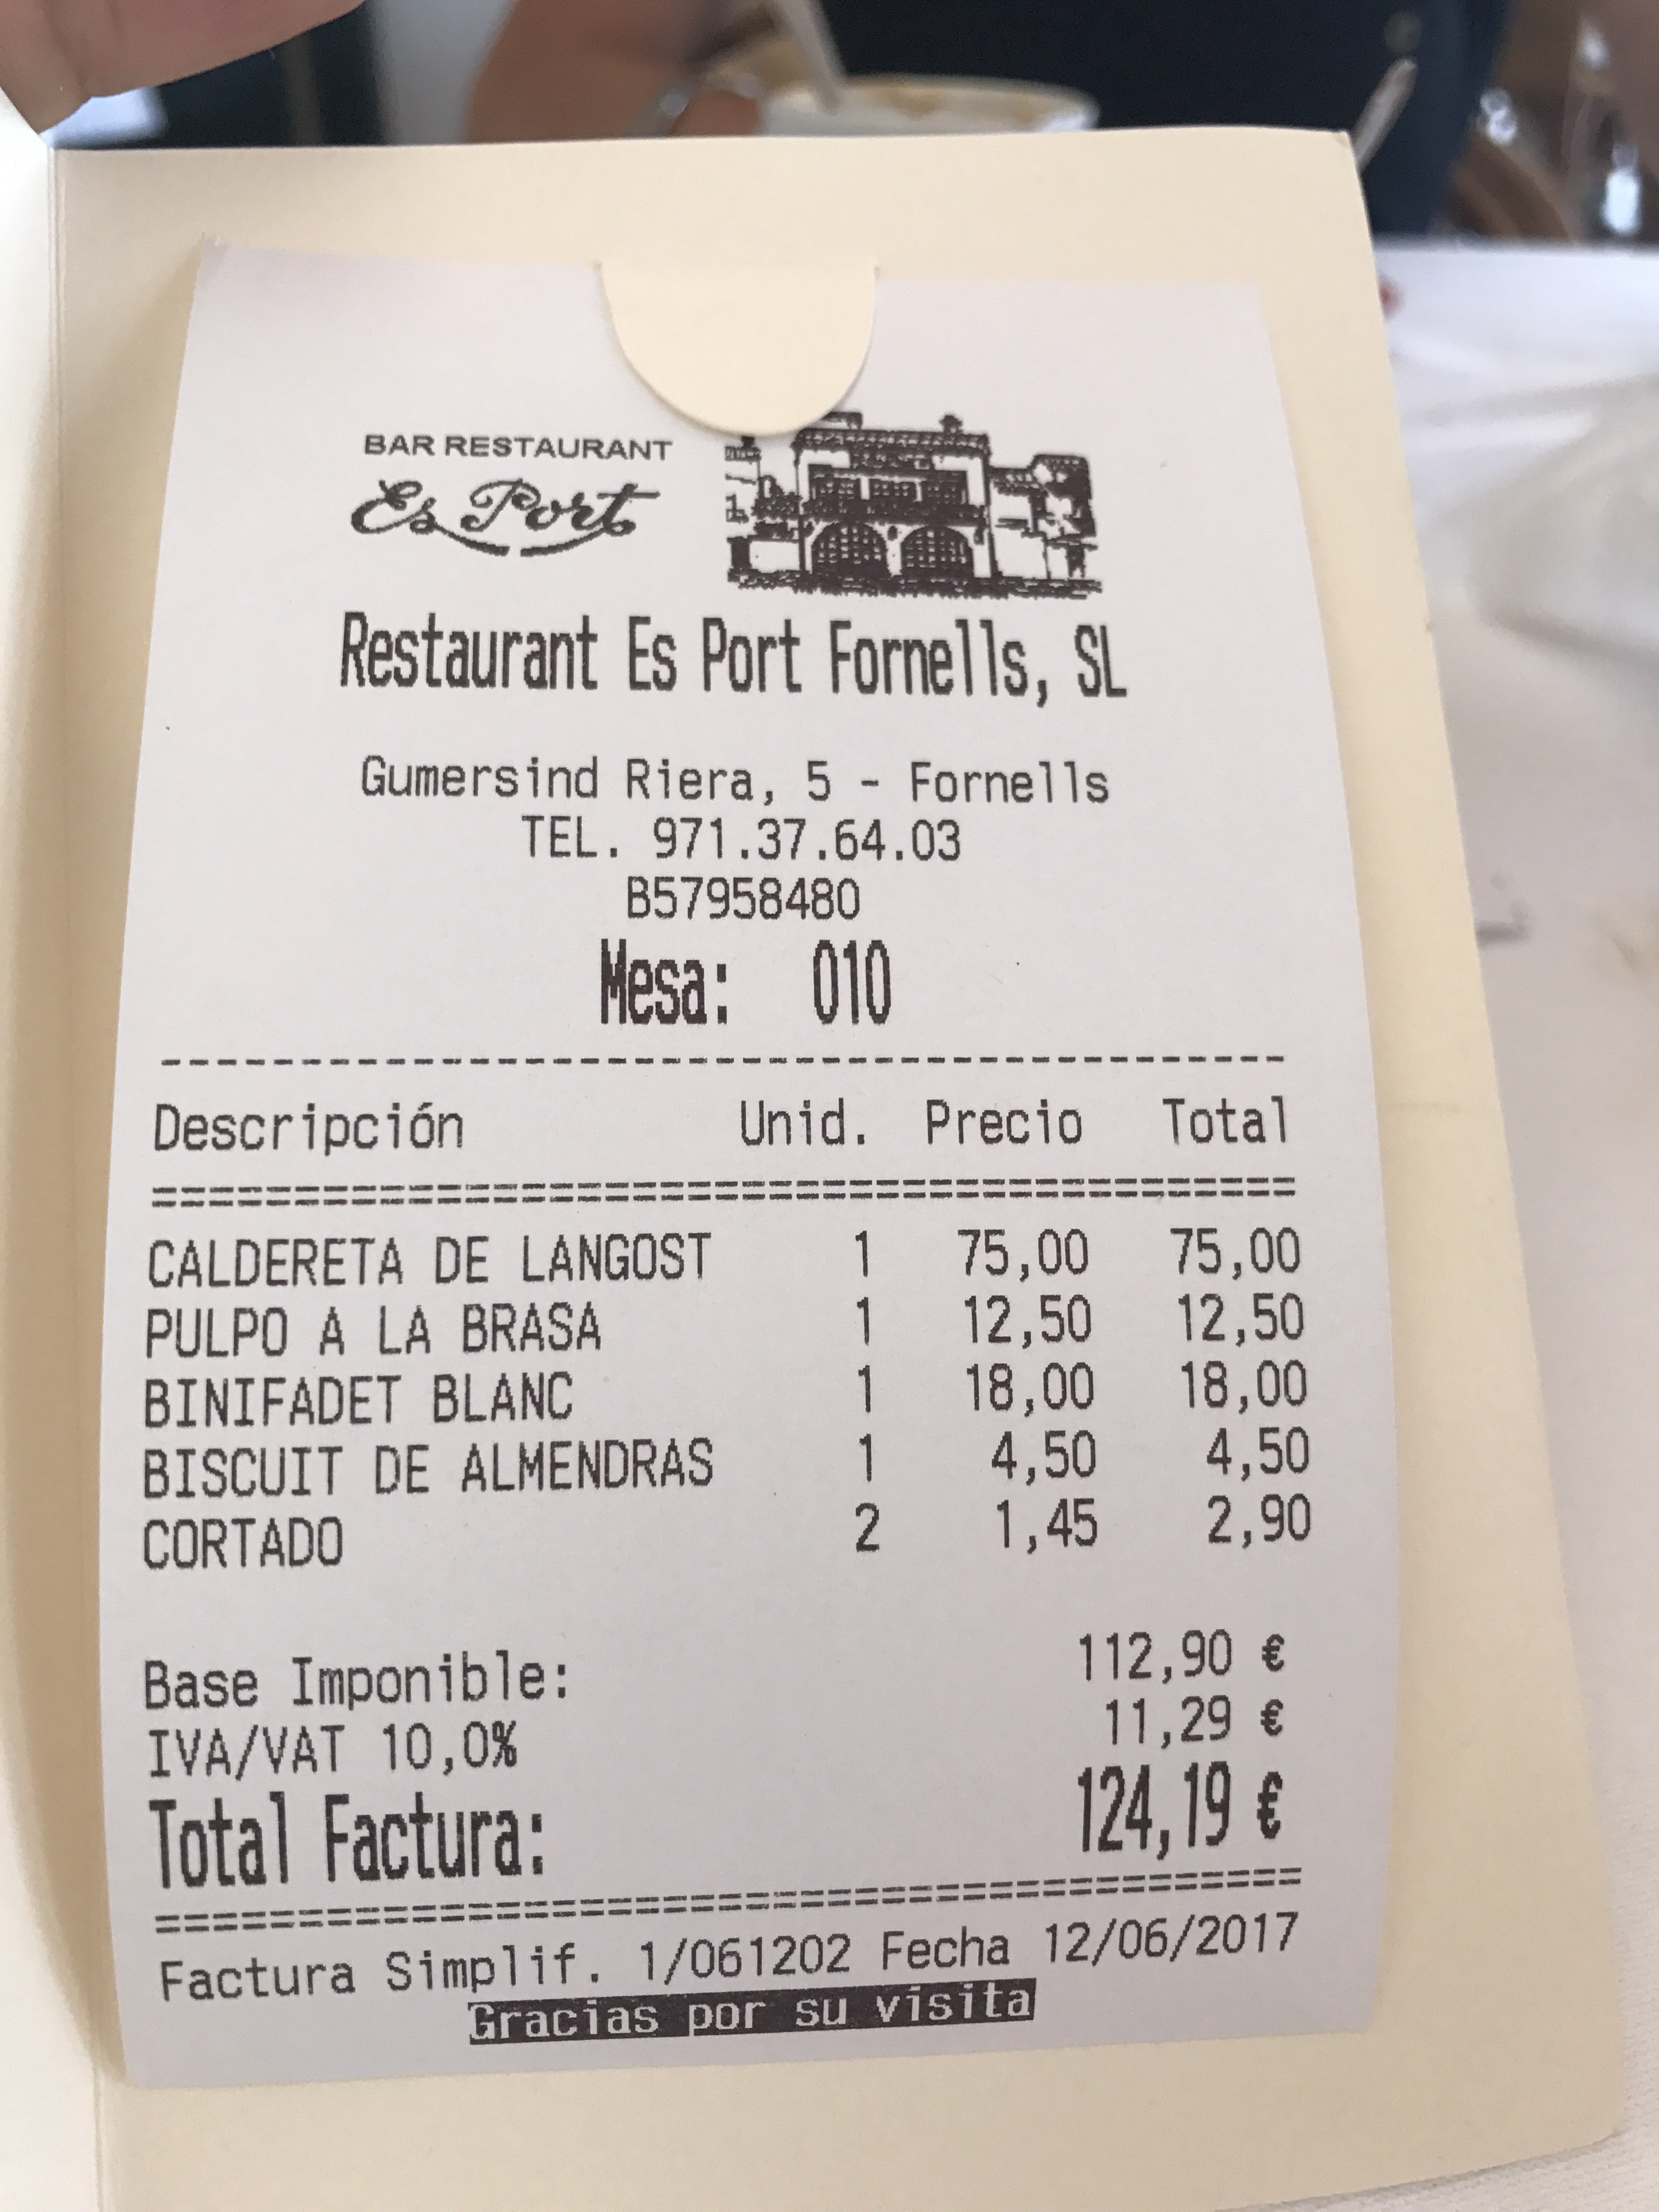 BAR RESTAURANT
Es Port
Restaurant Es Port Fornells, SL
Gumersind Riera, 5 - Fornells
TEL. 971.37.64.03
B57958480
Mesa: 010
Descripción Unid. Precio Total
CALDERETA DE LANGOST 1 75,00 75,00
PULPO A LA BRASA 1 12,50 12,50
BINIFADET BLANC 1 18,00 18,00
BISCUIT DE ALMENDRAS 1 4,50 4,50
CORTADO 2 1,45 2,90
Base Imponible: 112,90 €
IVA/VAT 10,0% 11,29 €
Total Factura: 124,19 €
Factura Simplif. 1/061202 Fecha 12/06/2017
Gracias por su visita